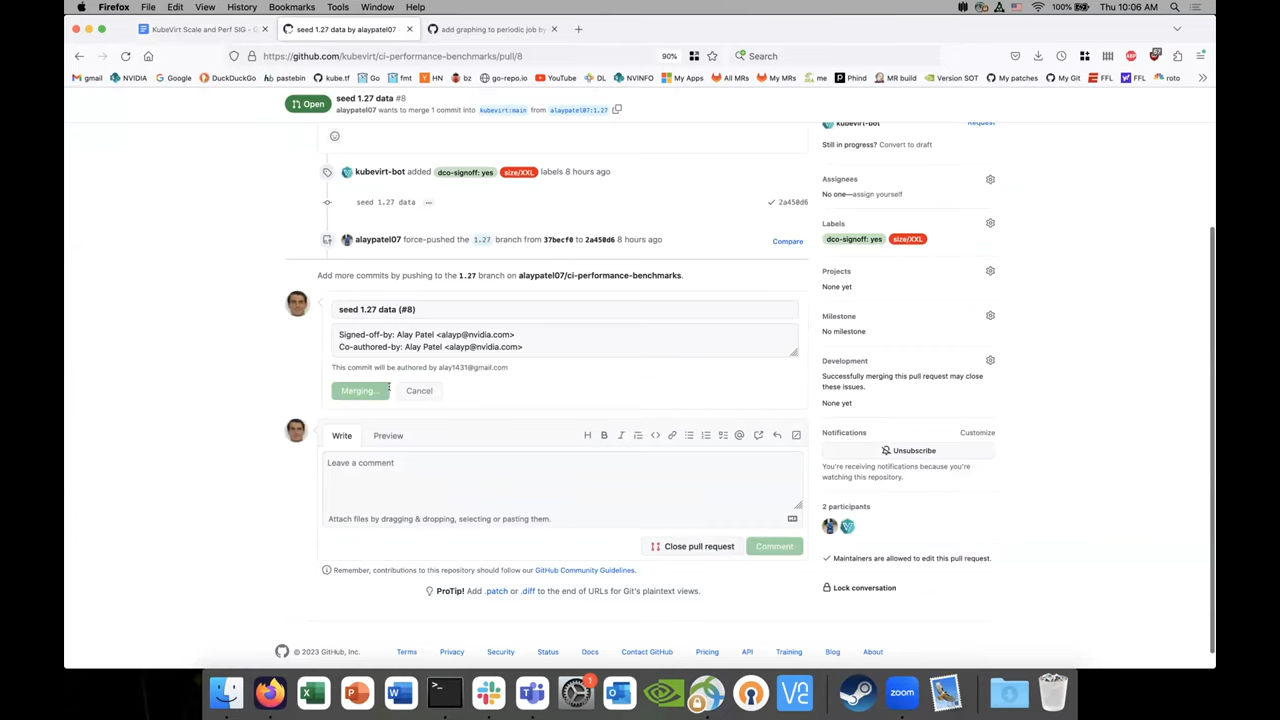 Firefox File Edit View History Bookmarks Tools Window Help
100% Thu 10:06 AM
KubeVirt Scale and Perf SIG - G
seed 1.27 data by alaypatel07
add graphing to periodic job by
https://github.com/kubevirt/ci-performance-benchmarks/pull/8
90%
Search
gmail NVIDIA Google DuckDuckGo pastebin kube.tf Get fmt HN bz go-repo.io YouTube DL NVINFO My Apps All MRs My MRs me Phind MR build Version SOT My patches My Git FFL FFL roto
Open
seed 1.27 data #8
alaypatel07 wants to merge 1 commit into kubevirt:main from alaypatel07:1.27
kubevirt-bot
Request
Still in progress? Convert to draft
kubevirt-bot added dco-signoff: yes size/XXL labels 8 hours ago
seed 1.27 data
2a450d6
alaypatel07 force-pushed the 1.27 branch from 37becf0 to 2a450d6 8 hours ago
Compare
Add more commits by pushing to the 1.27 branch on alaypatel07/ci-performance-benchmarks.
seed 1.27 data (#8)
Signed-off-by: Alay Patel <alayp@nvidia.com>
Co-authored-by: Alay Patel <alayp@nvidia.com>
This commit will be authored by alay1431@gmail.com
Merging...
Cancel
Write
Preview
Leave a comment
Attach files by dragging & dropping, selecting or pasting them.
Close pull request
Comment
Remember, contributions to this repository should follow our GitHub Community Guidelines.
ProTip! Add .patch or .diff to the end of URLs for Git's plaintext views.
Assignees
No one—assign yourself
Labels
dco-signoff: yes size/XXL
Projects
None yet
Milestone
No milestone
Development
Successfully merging this pull request may close
these issues.
None yet
Notifications
Customize
Unsubscribe
You're receiving notifications because you're
watching this repository.
2 participants
Maintainers are allowed to edit this pull request.
Lock conversation
© 2023 GitHub, Inc.
Terms Privacy Security Status Docs Contact GitHub Pricing API Training Blog About
1
zoom